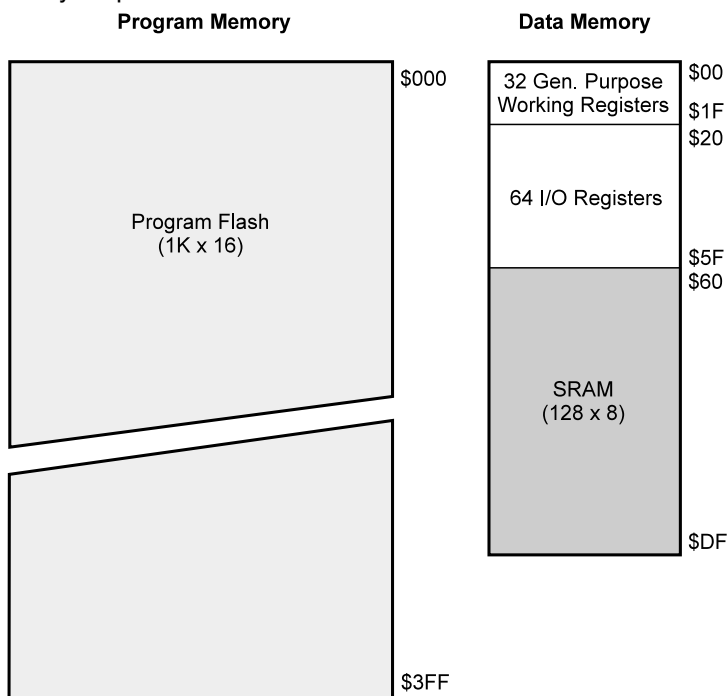 Program Memory
$000
Program Flash
(1K x 16)
$3FF
Data Memory
32 Gen. Purpose
Working Registers
$00
$1F
$20
64 I/O Registers
$5F
$60
SRAM
(128 x 8)
$DF